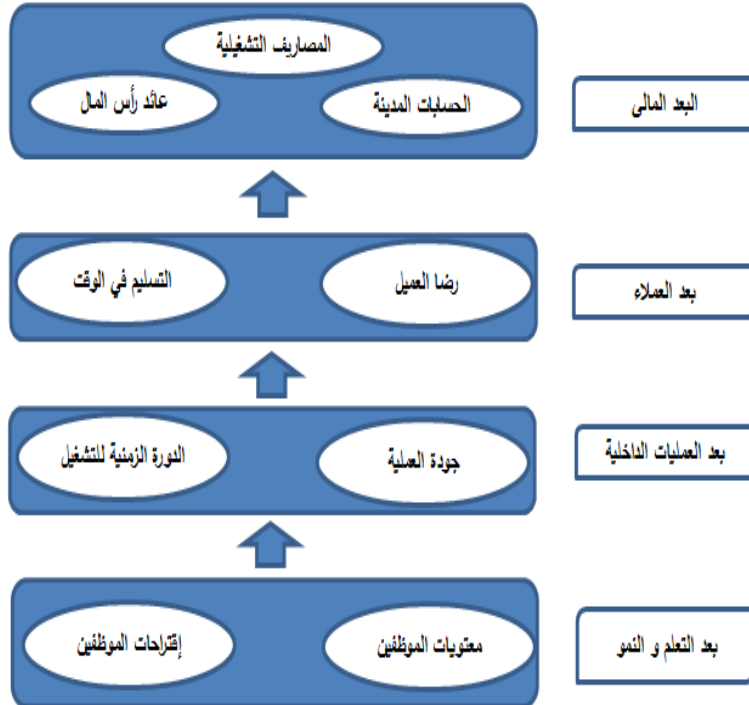 المصاريف التشغيلية
البعد المالى
الحسابات المدينة
عائد رأس المال
بعد العملاء
رضا العميل
التسليم في الوقت
بعد العمليات الداخلية
جودة العملية
الدورة الزمنية للتشغيل
بعد التعلم و النمو
معنويات الموظفين
إقتراحات الموظفين